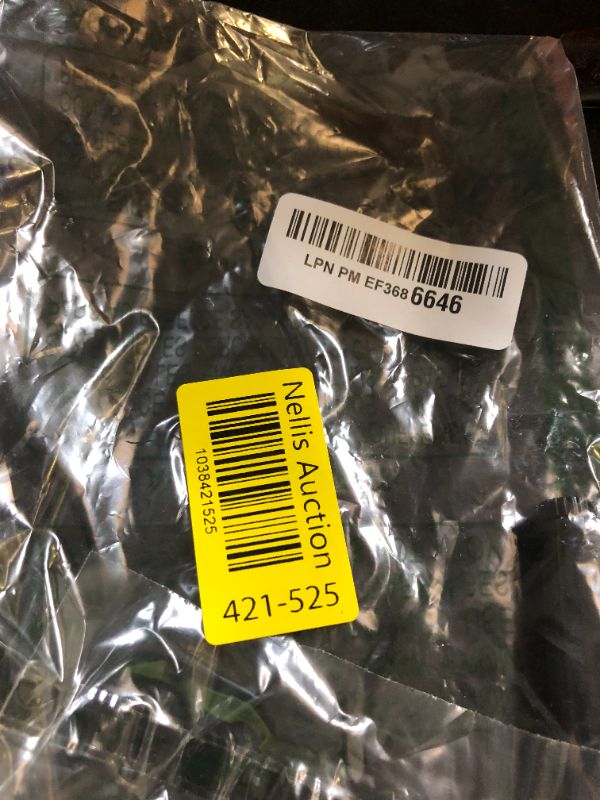 LPN PM EF368 6646
Nellis Auction
1038421525
421-525